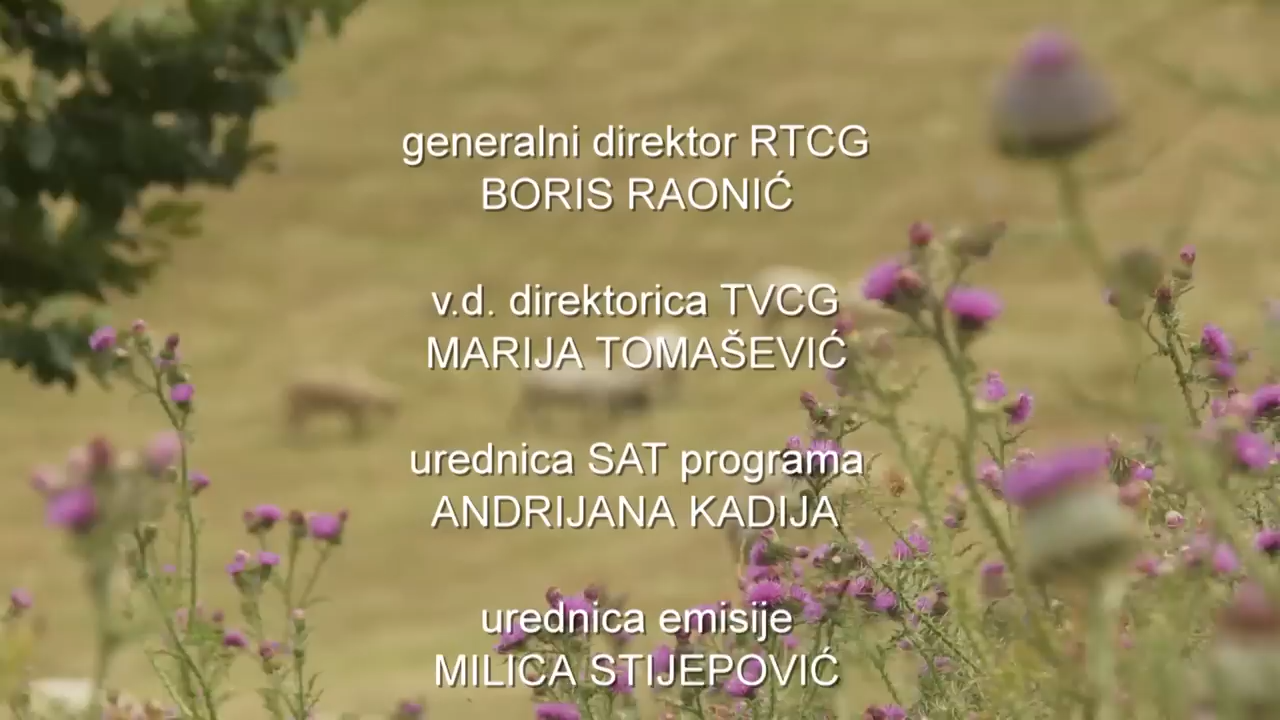 generalni direktor RTCG
BORIS RAONIĆ
v.d. direktorica TVCG
MARIJA TOMAŠEVIĆ
urednica SAT programa
ANDRIJANA KADIJA
urednica emisije
MILICA STIJEPOVIĆ